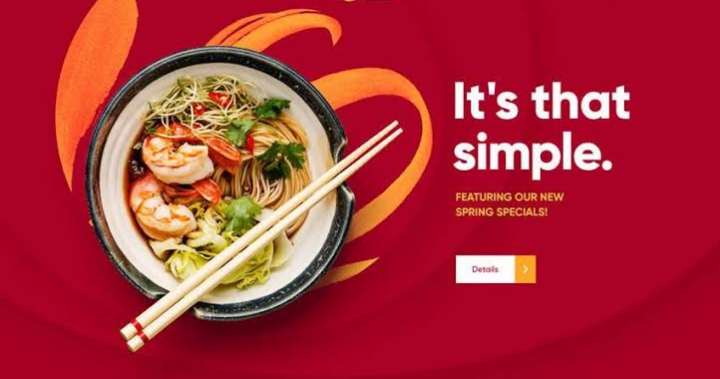 It's that
simple.
FEATURING OUR NEW
SPRING SPECIALS!
Details